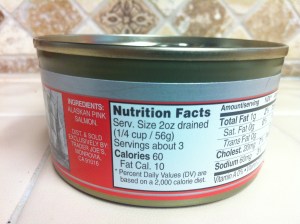 INGREDIENTS:
ALASKAN PINK
SALMON.
DIST. & SOLD
EXCLUSIVELY BY:
TRADER JOE'S,
MONROVIA,
CA 91016
Nutrition Facts
Serv. Size 2oz drained
(1/4 cup / 56g)
Servings about 3
Calories 60
Fat Cal. 10
* Percent Daily Values (DV) are
based on a 2,000 calorie diet.
Amount/serving
Total Fat 1g
Sat. Fat 0g
Trans Fat 0g
Cholest. 20mg
Sodium
Vitamin A 0%